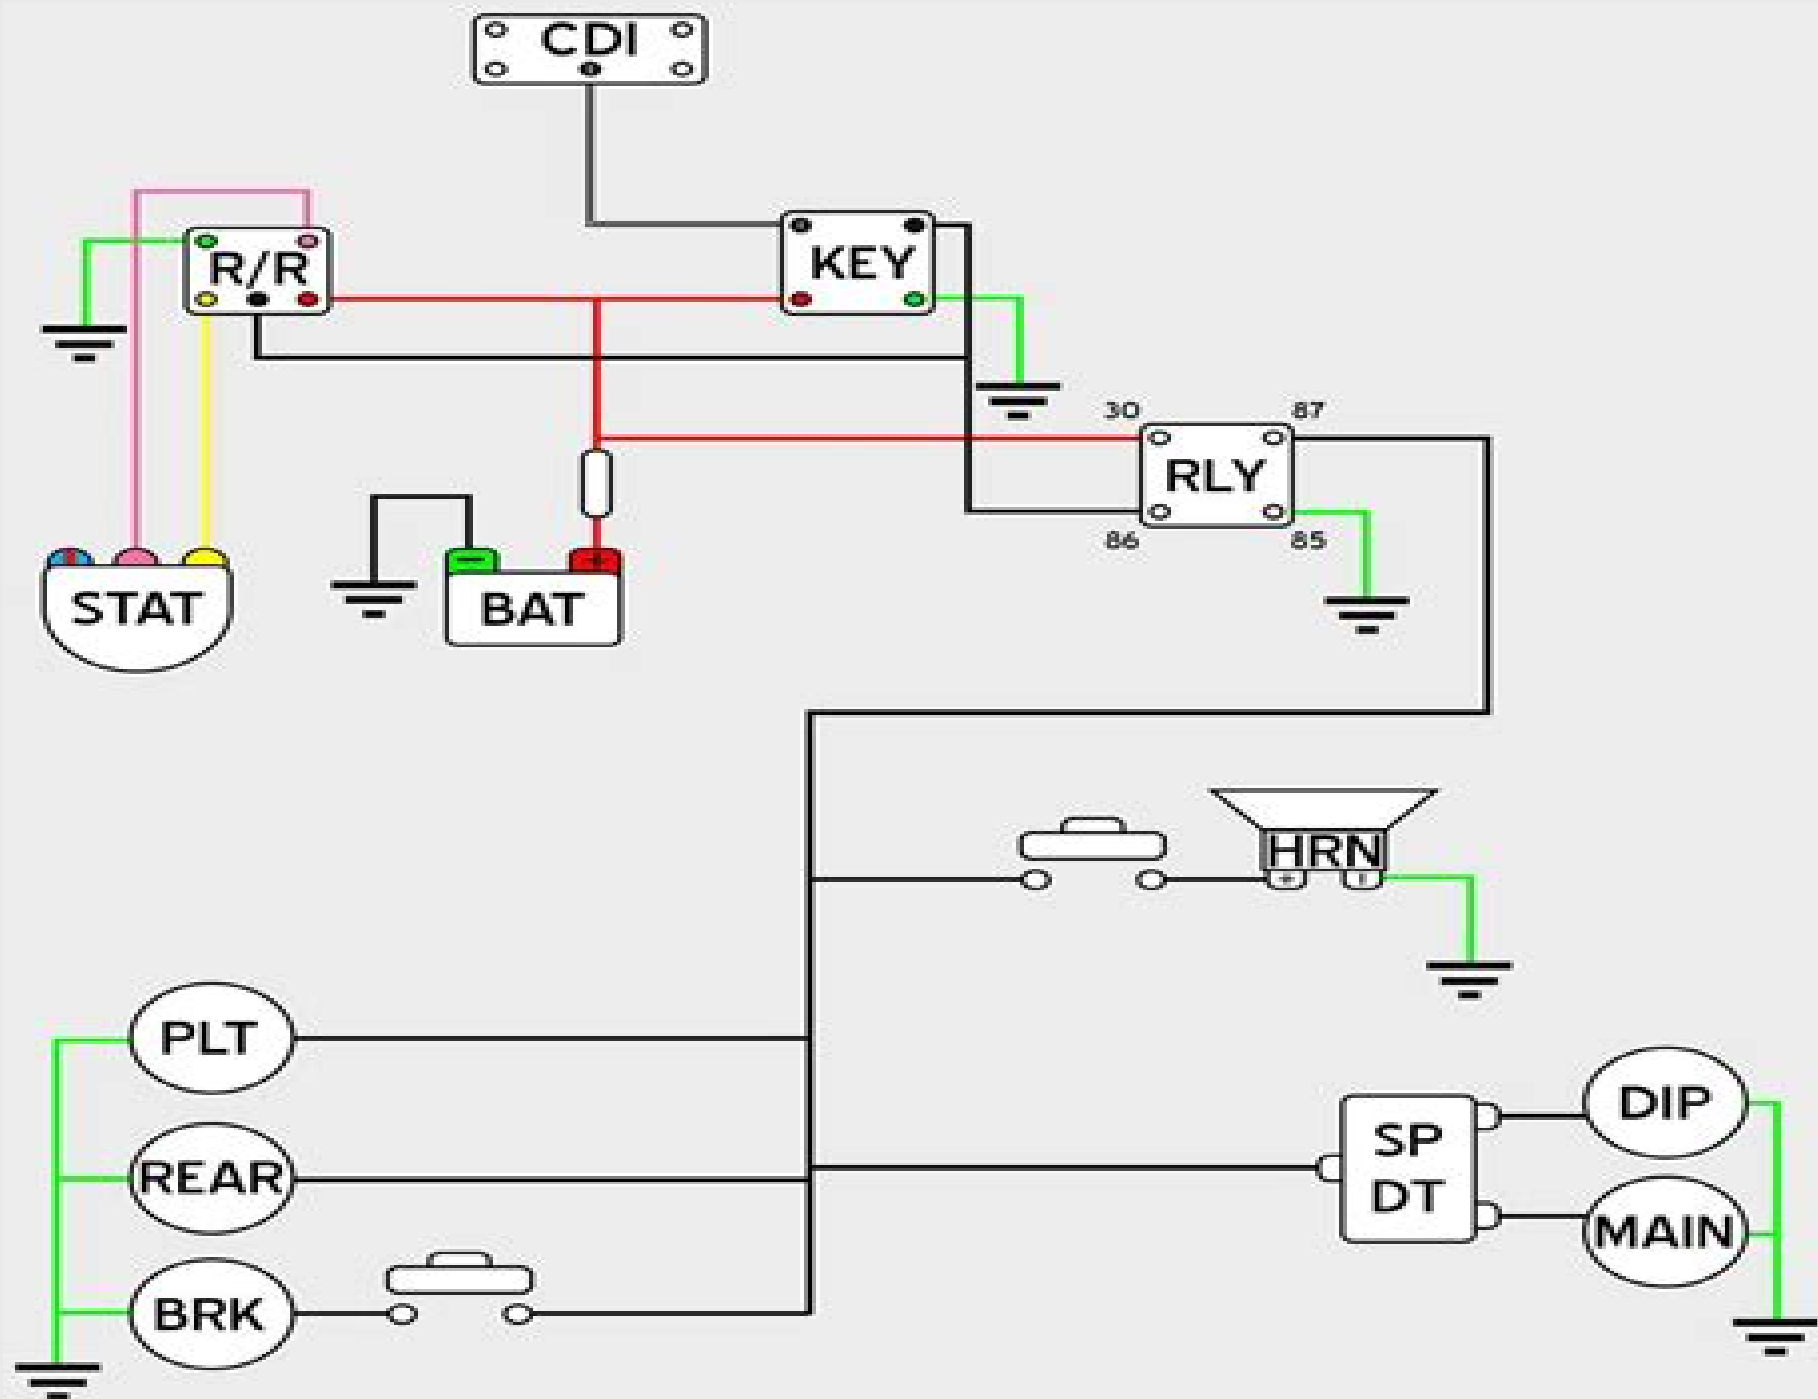 CDI
R/R
KEY
30
87
RLY
86
85
STAT
BAT
HRN
PLT
REAR
BRK
SP
DT
DIP
MAIN